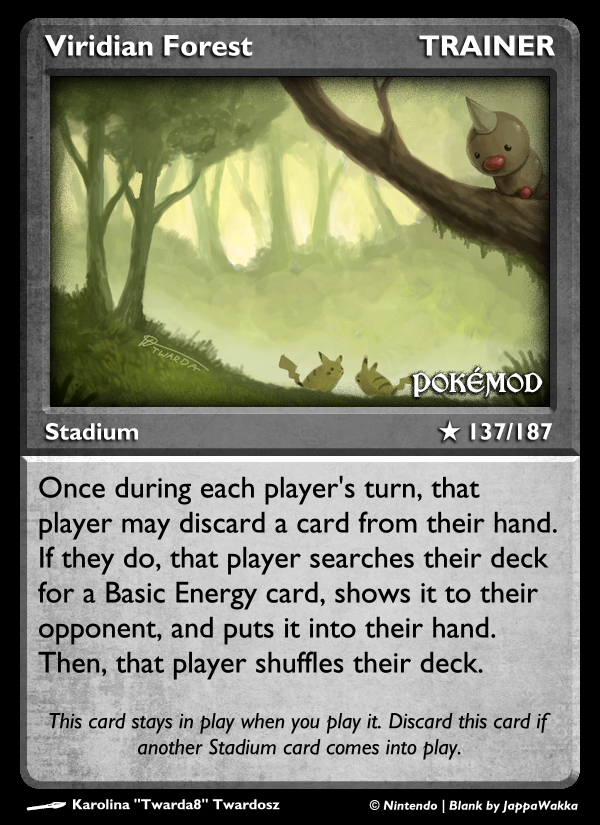 Viridian Forest TRAINER
TWARDA
POKÉMOD
Stadium ★ 137/187
Once during each player's turn, that
player may discard a card from their hand.
If they do, that player searches their deck
for a Basic Energy card, shows it to their
opponent, and puts it into their hand.
Then, that player shuffles their deck.
This card stays in play when you play it. Discard this card if
another Stadium card comes into play.
Karolina "Twarda8" Twardosz © Nintendo | Blank by JappaWakka